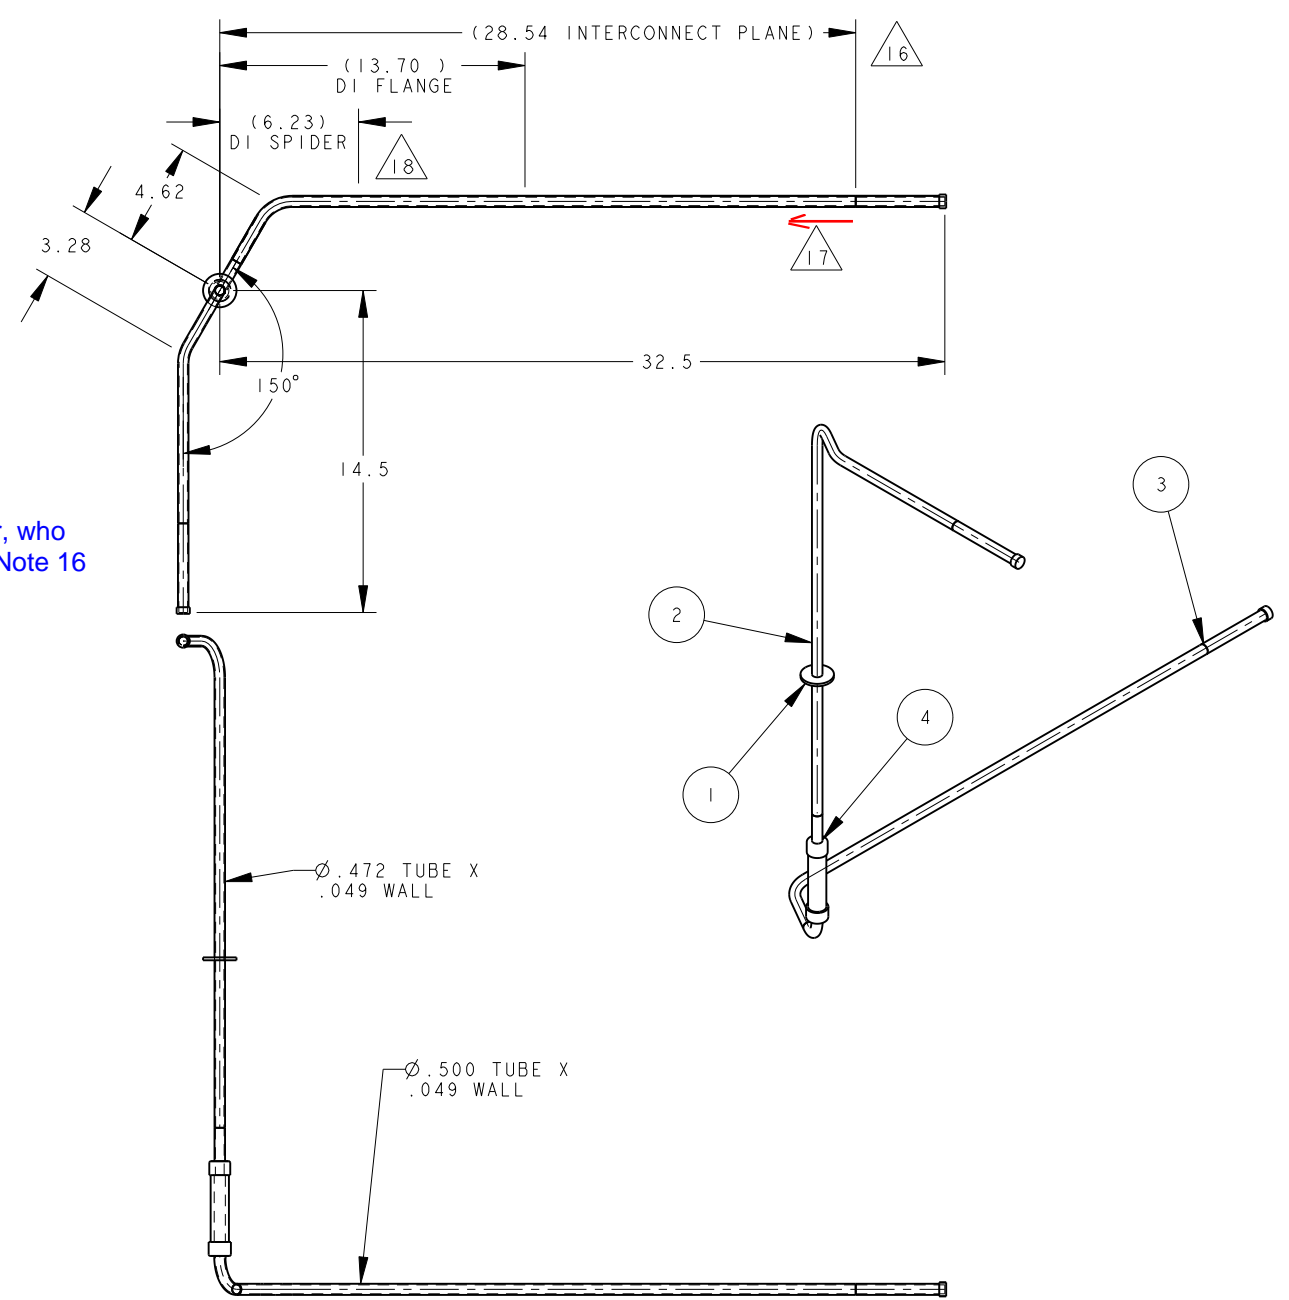 (28.54 INTERCONNECT PLANE)
16
(13.70 )
DI FLANGE
(6.23)
DI SPIDER
18
4.62
3.28
17
32.5
150°
14.5
, who
Note 16
3
2
4
1
Ø.472 TUBE X
.049 WALL
Ø.500 TUBE X
.049 WALL